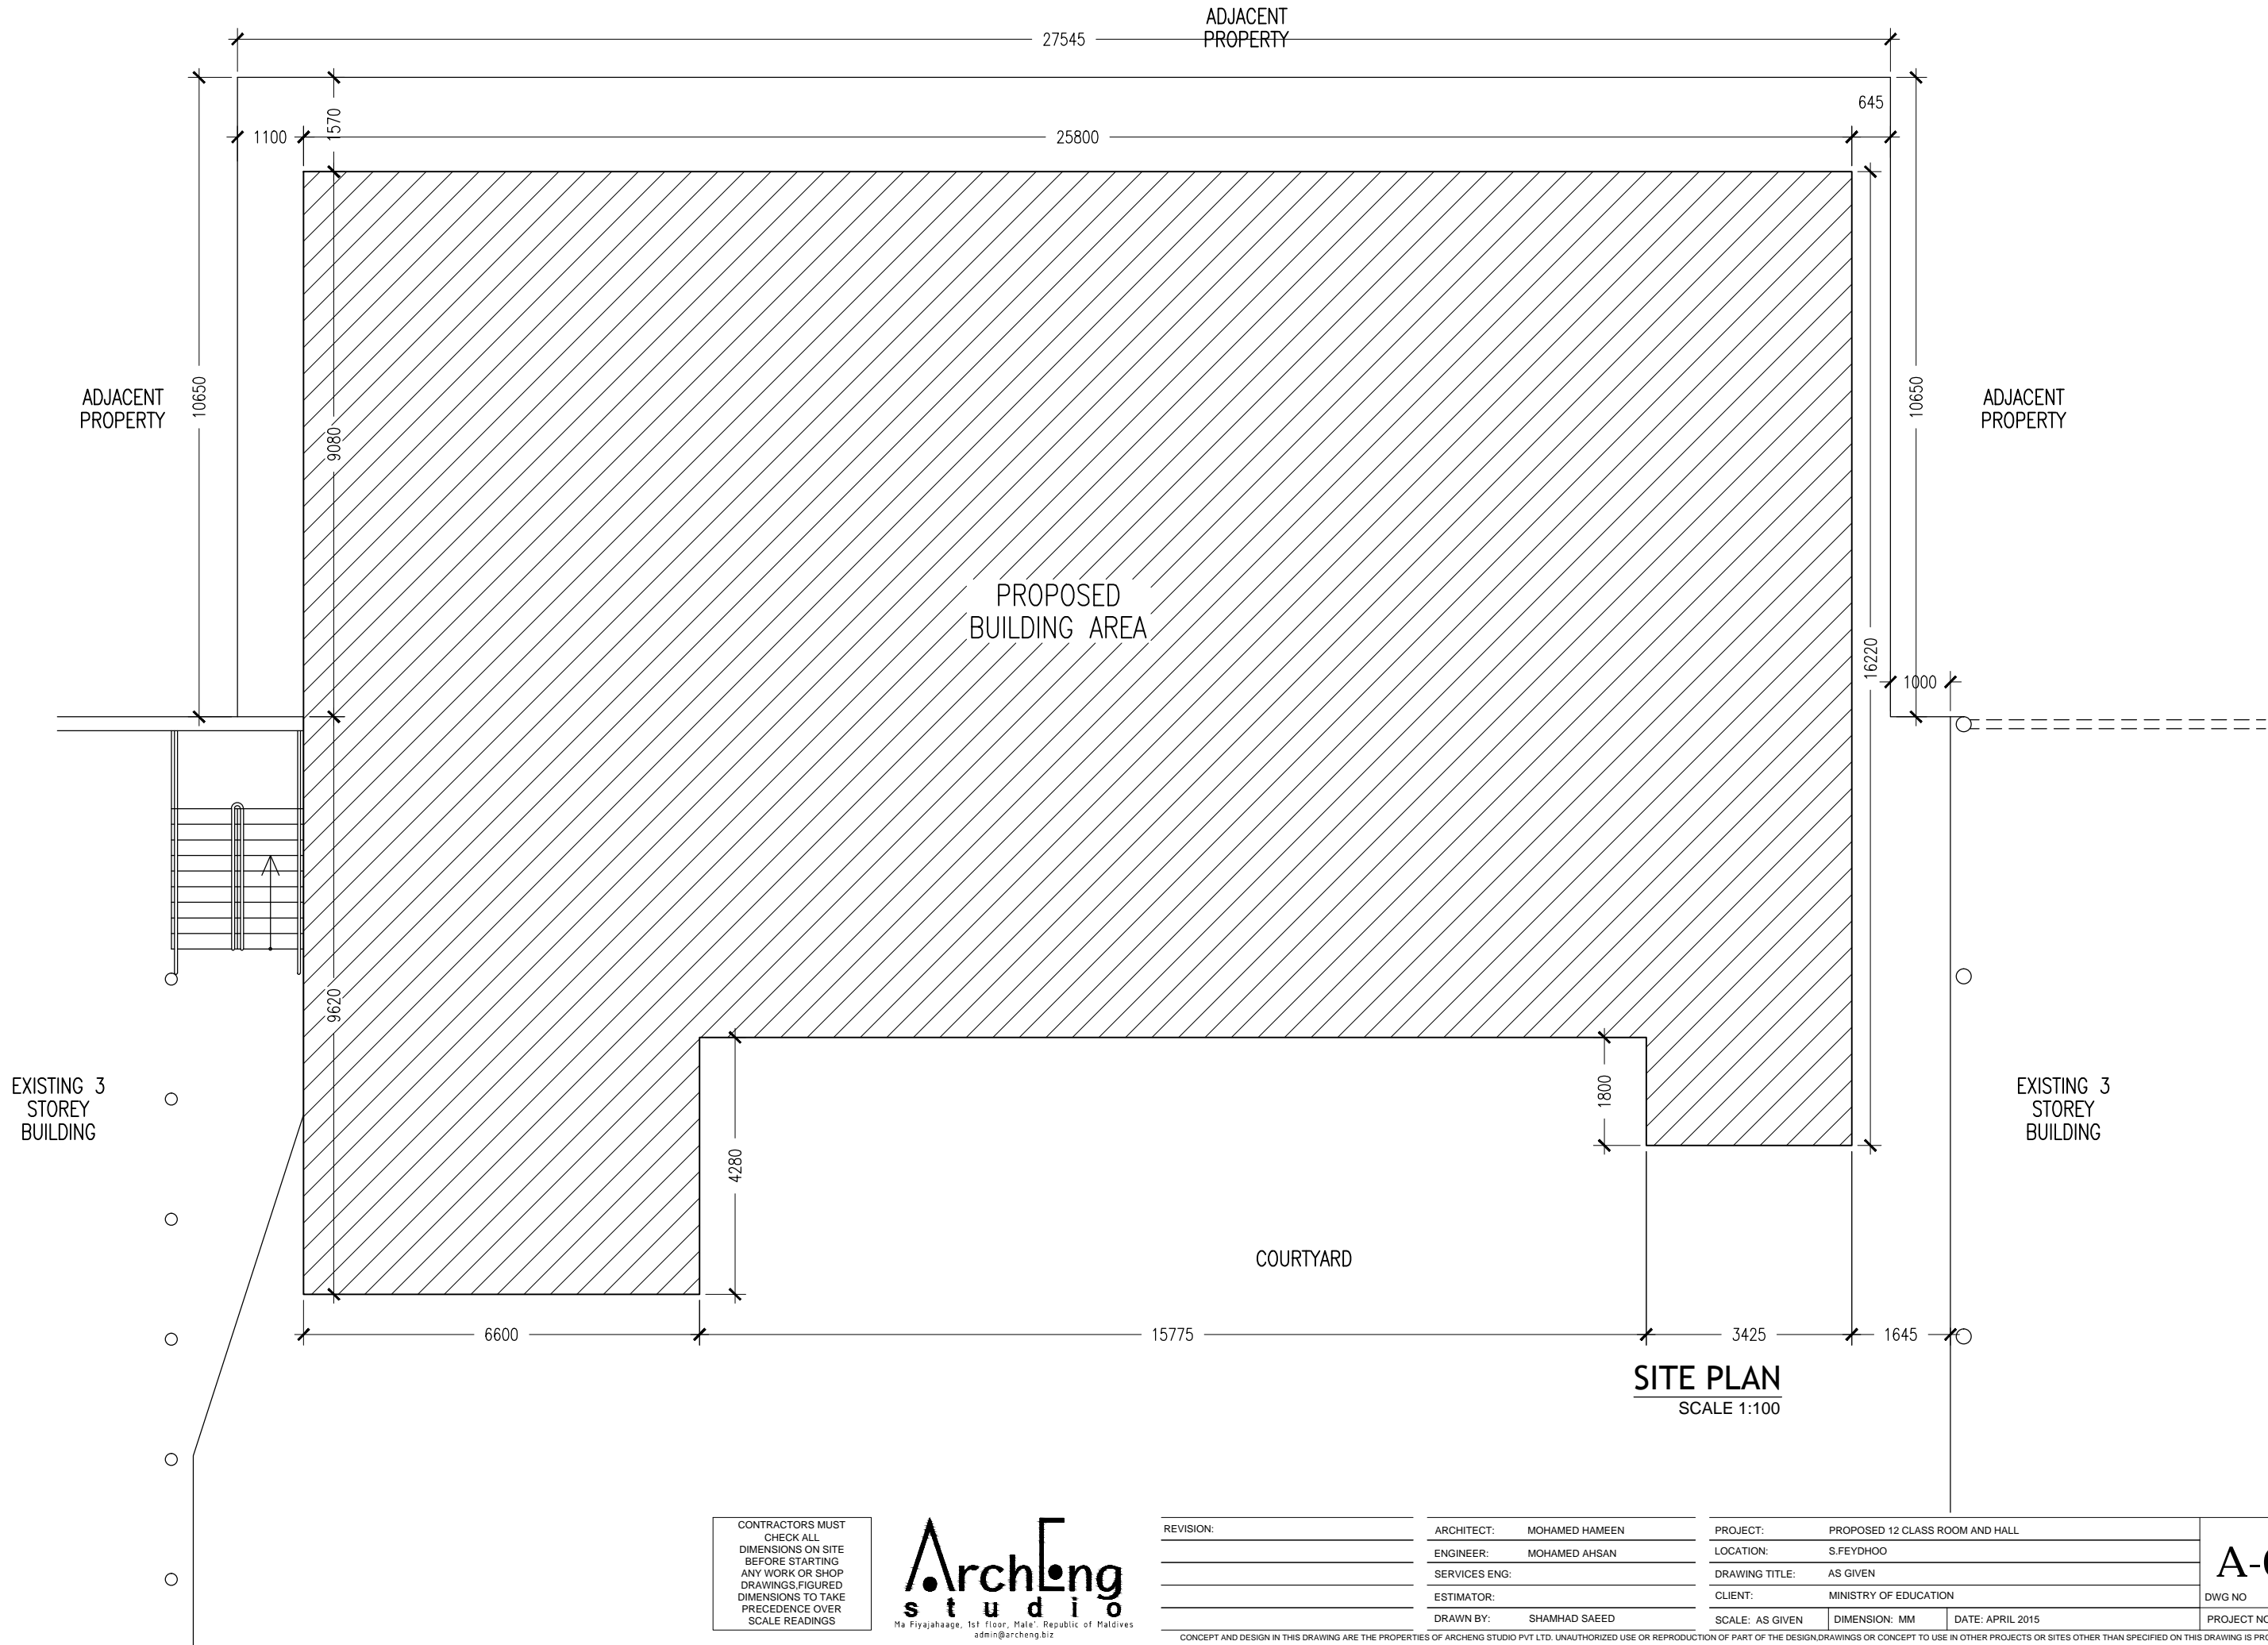 ADJACENT
PROPERTY
27545
1570
645
1100
25800
10650
ADJACENT
PROPERTY
9080
10650
ADJACENT
PROPERTY
PROPOSED
BUILDING AREA
16220
1000
9620
EXISTING 3
STOREY
BUILDING
1800
4280
EXISTING 3
STOREY
BUILDING
COURTYARD
6600
15775
3425
1645
SITE PLAN
SCALE 1:100
CONTRACTORS MUST
CHECK ALL
DIMENSIONS ON SITE
BEFORE STARTING
ANY WORK OR SHOP
DRAWINGS,FIGURED
DIMENSIONS TO TAKE
PRECEDENCE OVER
SCALE READINGS
ArchEng
studio
Ma Fiyajahaage, 1st floor, Male'. Republic of Maldives
admin@archeng.biz
REVISION:
ARCHITECT: MOHAMED HAMEEN
ENGINEER: MOHAMED AHSAN
SERVICES ENG:
ESTIMATOR:
DRAWN BY: SHAMHAD SAEED
PROJECT: PROPOSED 12 CLASS ROOM AND HALL
LOCATION: S.FEYDHOO
DRAWING TITLE: AS GIVEN
CLIENT: MINISTRY OF EDUCATION
SCALE: AS GIVEN DIMENSION: MM DATE: APRIL 2015
A-
DWG NO
PROJECT NO
CONCEPT AND DESIGN IN THIS DRAWING ARE THE PROPERTIES OF ARCHENG STUDIO PVT LTD. UNAUTHORIZED USE OR REPRODUCTION OF PART OF THE DESIGN,DRAWINGS OR CONCEPT TO USE IN OTHER PROJECTS OR SITES OTHER THAN SPECIFIED ON THIS DRAWING IS